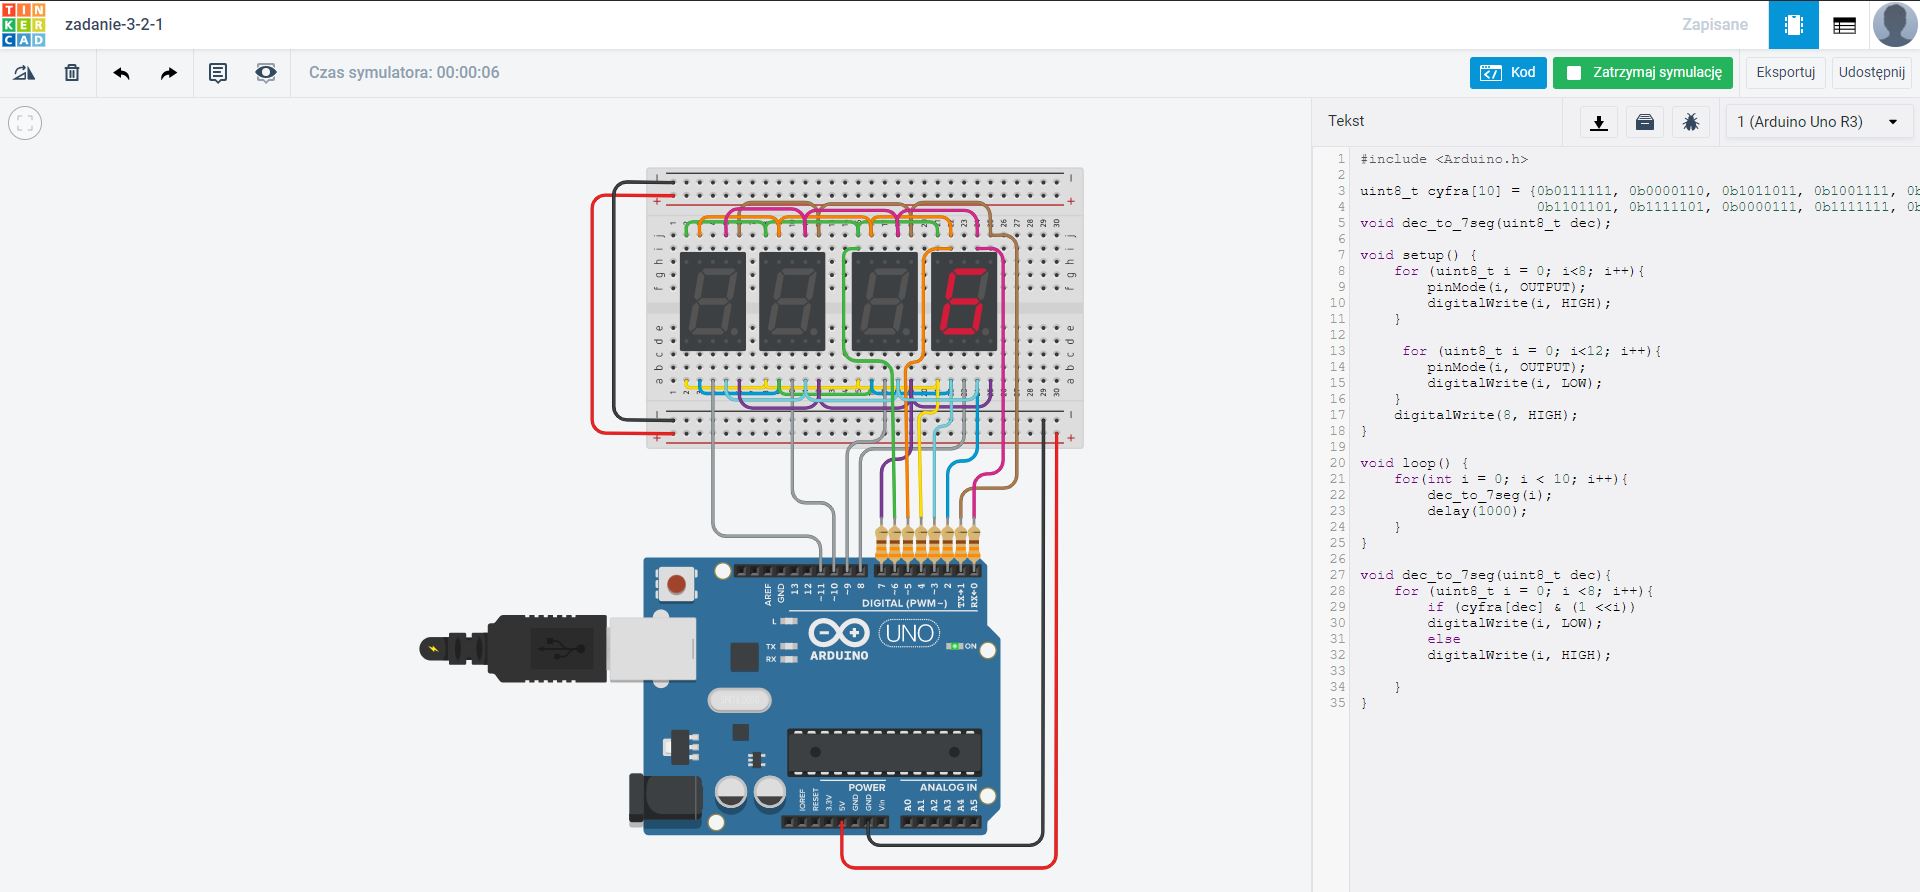 TINKERCAD
zadanie-3-2-1
Zapisane
Czas symulatora: 00:00:06
Kod
Zatrzymaj symulację
Eksportuj
Udostępnij
Tekst
1 (Arduino Uno R3)
1 #include <Arduino.h>
2
3 uint8_t cyfra[10] = {0b0111111, 0b0000110, 0b1011011, 0b1001111, 0b
4 0b1101101, 0b1111101, 0b0000111, 0b1111111, 0b
5 void dec_to_7seg(uint8_t dec);
6
7 void setup() {
8 for (uint8_t i = 0; i<8; i++){
9 pinMode(i, OUTPUT);
10 digitalWrite(i, HIGH);
11 }
12
13 for (uint8_t i = 0; i<12; i++){
14 pinMode(i, OUTPUT);
15 digitalWrite(i, LOW);
16 }
17 digitalWrite(8, HIGH);
18 }
19
20 void loop() {
21 for(int i = 0; i < 10; i++){
22 dec_to_7seg(i);
23 delay(1000);
24 }
25 }
26
27 void dec_to_7seg(uint8_t dec){
28 for (uint8_t i = 0; i <8; i++){
29 if (cyfra[dec] & (1 <<i))
30 digitalWrite(i, LOW);
31 else
32 digitalWrite(i, HIGH);
33
34 }
35 }
6
AREF GND 13 12 ~11 ~10 ~9 8 7 ~6 ~5 4 ~3 2 TX→1 RX←0
DIGITAL (PWM~)
L
TX
RX
ARDUINO
UNO
ON
POWER
ANALOG IN
IOREF RESET 3.3V 5V GND GND Vin A0 A1 A2 A3 A4 A5